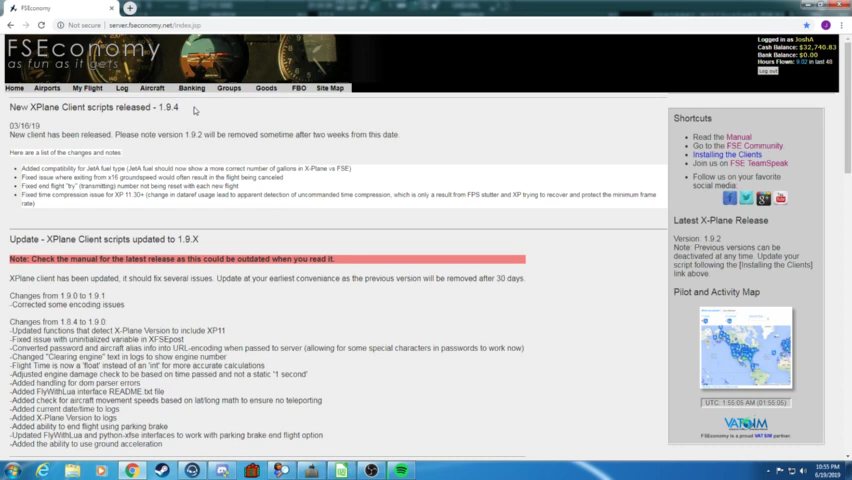 FSEconomy
Not secure | server.fseconomy.net/index.jsp
FSEconomy
as fun as it gets
Logged in as JoshA
Cash Balance: $32,740.83
Bank Balance: $0.00
Hours Flown: 9.02 in last 48
Log out
Home Airports My Flight Log Aircraft Banking Groups Goods FBO Site Map
New XPlane Client scripts released - 1.9.4
03/16/19
New client has been released. Please note version 1.9.2 will be removed sometime after two weeks from this date.
Here are a list of the changes and notes
Added compatibility for JetA fuel type (JetA fuel should now show a more correct number of gallons in X-Plane vs FSE)
Fixed issue where exiting from x16 groundspeed would often result in the flight being canceled
Fixed end flight "try" (transmitting) number not being reset with each new flight
Fixed time compression issue for XP 11.30+ (change in dataref usage lead to apparent detection of uncommanded time compression, which is only a result from FPS stutter and XP trying to recover and protect the minimum frame
rate)
Update - XPlane Client scripts updated to 1.9.X
Note: Check the manual for the latest release as this could be outdated when you read it.
XPlane client has been updated, it should fix several issues. Update at your earliest convenience as the previous version will be removed after 30 days.
Changes from 1.9.0 to 1.9.1
-Corrected some encoding issues
Changes from 1.8.4 to 1.9.0:
-Updated functions that detect X-Plane Version to include XP11
-Fixed issue with uninitialized variable in XFSEpost
-Converted password and aircraft alias info into URL-encoding when passed to server (allowing for some special characters in passwords to work now)
-Changed "Clearing engine" text in logs to show engine number
-Flight Time is now a 'float' instead of an 'int' for more accurate calculations
-Adjusted engine damage check to be based on time passed and not a static '1 second'
-Added handling for dom parser errors
-Added FlyWithLua interface README.txt file
-Added check for aircraft movement speeds based on lat/long math to ensure no teleporting
-Added current date/time to logs
-Added X-Plane Version to logs
-Added ability to end flight using parking brake
-Updated FlyWithLua and python-xfse interfaces to work with parking brake end flight option
-Added the ability to use ground acceleration
Shortcuts
Read the Manual
Go to the FSE Community
Installing the Clients
Join us on FSE TeamSpeak
Follow us on your favorite
social media:
Latest X-Plane Release
Version: 1.9.2
Note: Previous versions can be
deactivated at any time. Update your
script following the [Installing the Clients]
link above.
Pilot and Activity Map
UTC: 1:55:05 AM (01:55:05)
VATSIM
FSEconomy is a proud VATSIM partner
10:55 PM
6/19/2019